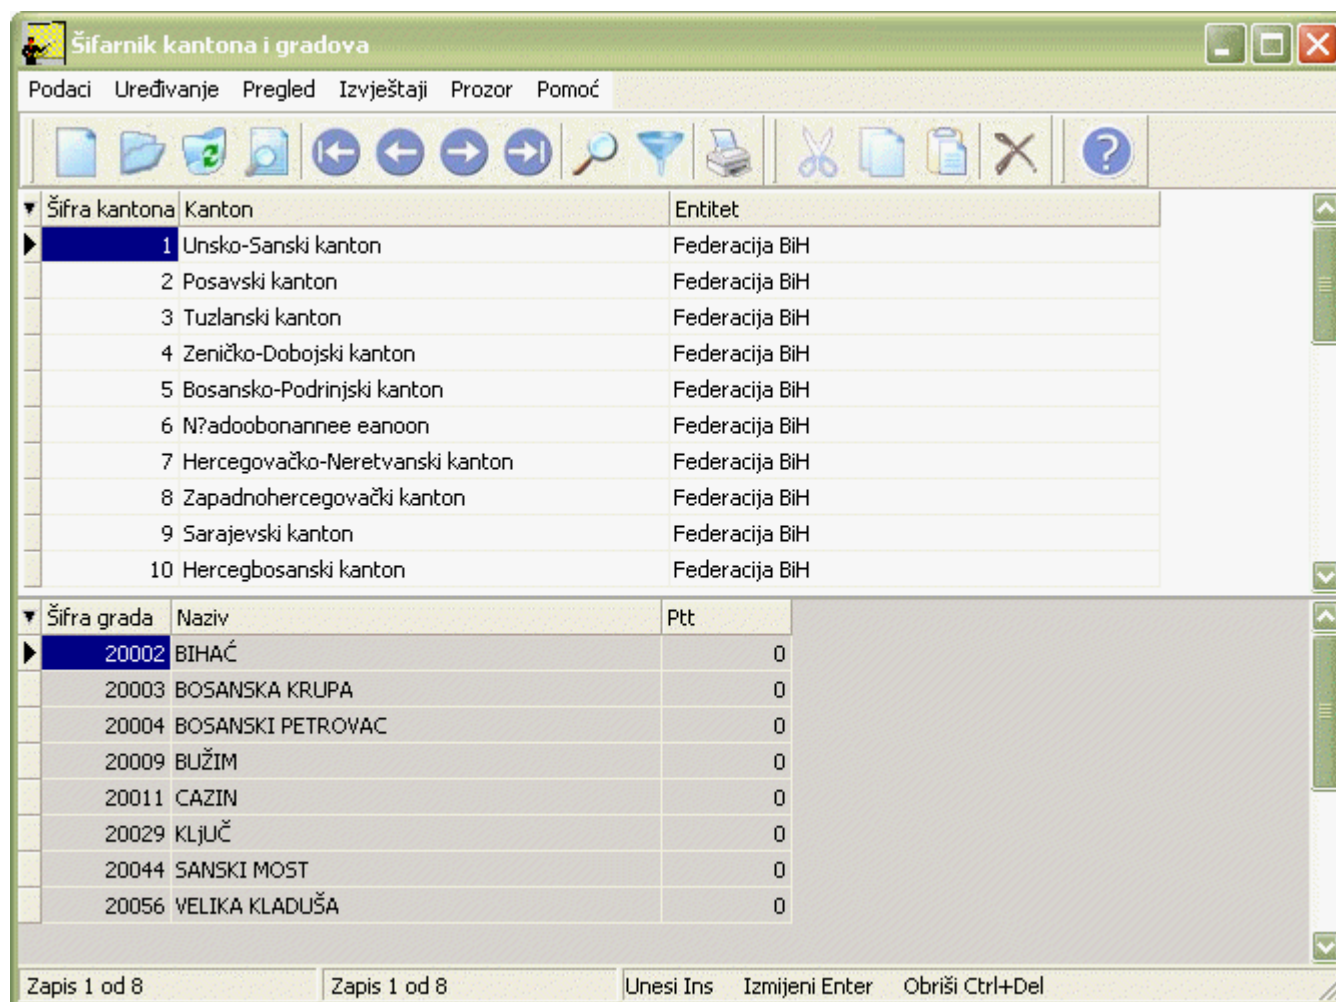 Šifarnik kantona i gradova
Podaci Uređivanje Pregled Izvještaji Prozor Pomoć
Šifra kantona Kanton Entitet
1 Unsko-Sanski kanton Federacija BiH
2 Posavski kanton Federacija BiH
3 Tuzlanski kanton Federacija BiH
4 Zeničko-Dobojski kanton Federacija BiH
5 Bosansko-Podrinjski kanton Federacija BiH
6 N?adoobonannee eanoon Federacija BiH
7 Hercegovačko-Neretvanski kanton Federacija BiH
8 Zapadnohercegovački kanton Federacija BiH
9 Sarajevski kanton Federacija BiH
10 Hercegbosanski kanton Federacija BiH
Šifra grada Naziv Ptt
20002 BIHAĆ 0
20003 BOSANSKA KRUPA 0
20004 BOSANSKI PETROVAC 0
20009 BUŽIM 0
20011 CAZIN 0
20029 KLjUČ 0
20044 SANSKI MOST 0
20056 VELIKA KLADUŠA 0
Zapis 1 od 8 Zapis 1 od 8 Unesi Ins Izmijeni Enter Obriši Ctrl+Del